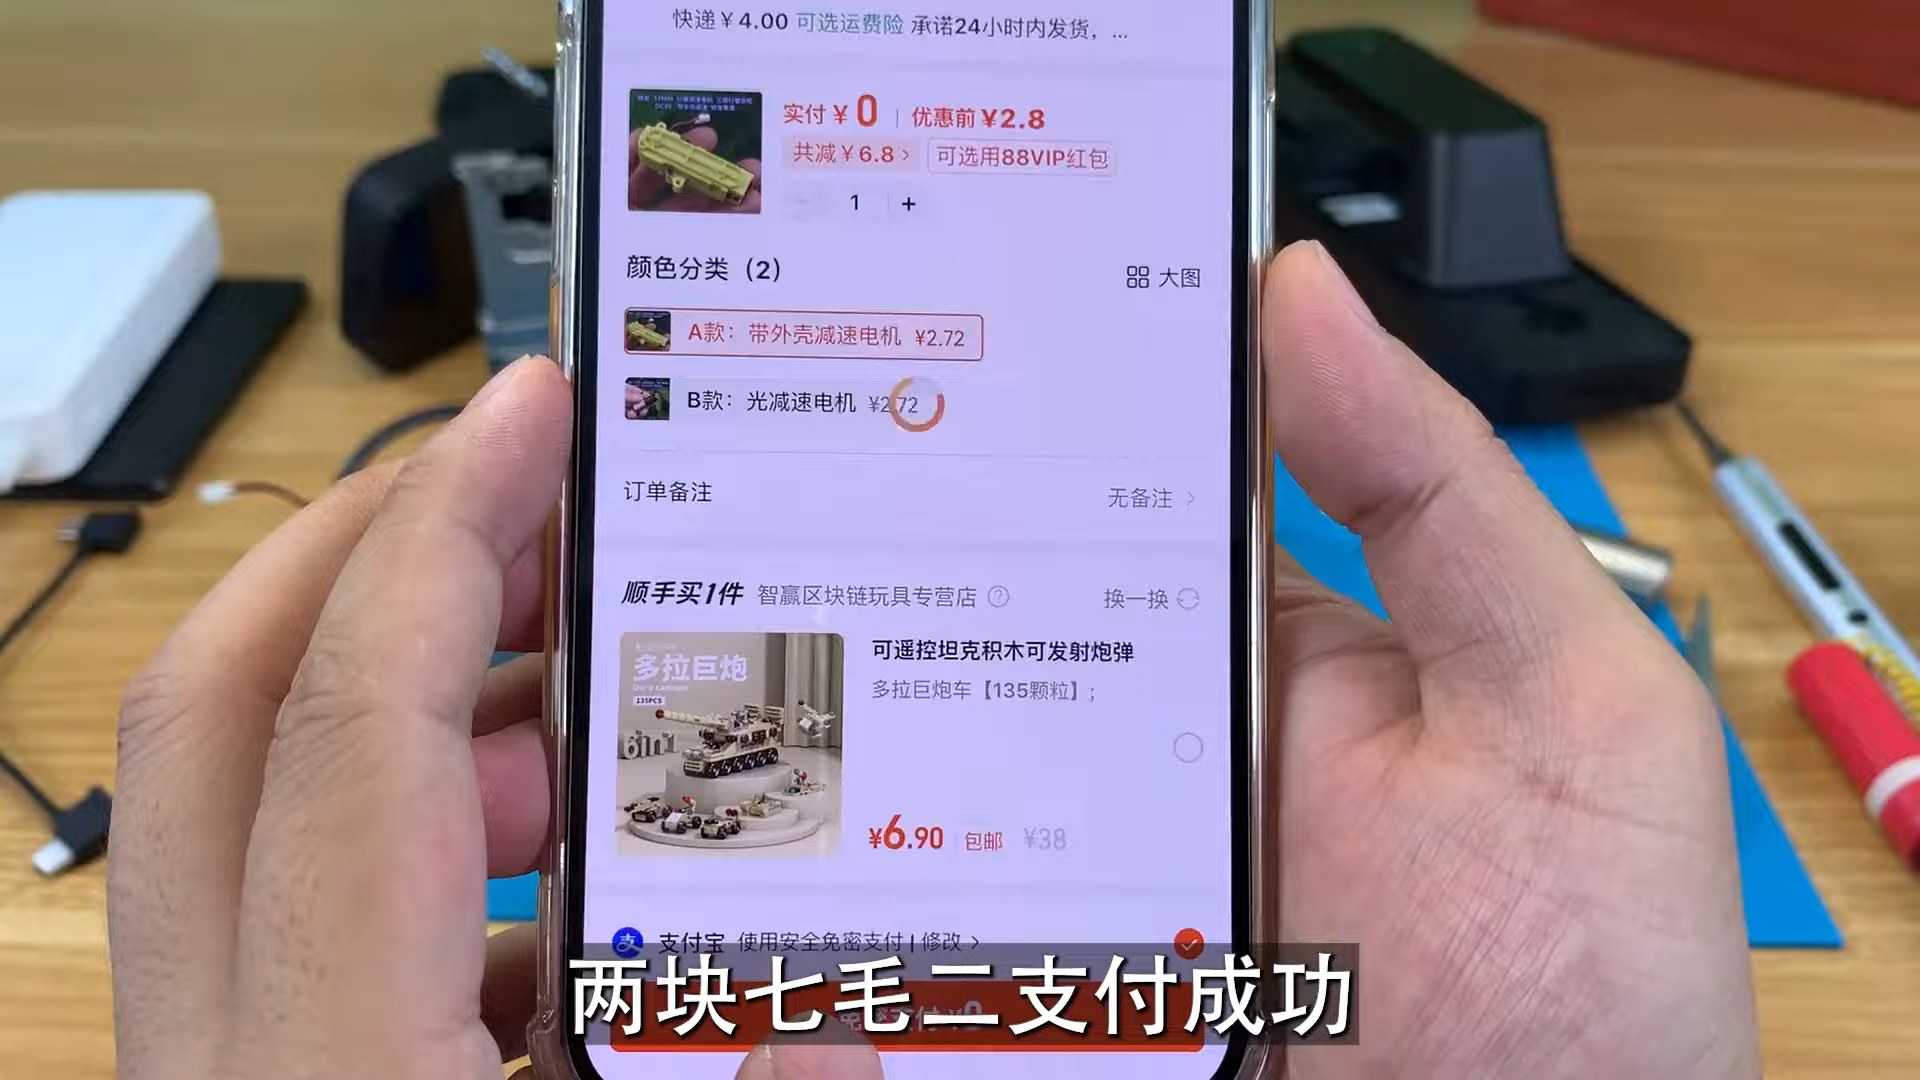 快递￥4.00 可选运费险 承诺24小时内发货，...
实付￥0 | 优惠前￥2.8
共减￥6.8 > 可选用88VIP红包
1 +
颜色分类（2）
大图
A款：带外壳减速电机 ¥2.72
B款：光减速电机 ¥2.72
订单备注
无备注 >
顺手买1件 智赢区块链玩具专营店 ?
换一换
多拉巨炮
135PCS
6in1
可遥控坦克积木可发射炮弹
多拉巨炮车【135颗粒】;
¥6.90 包邮 ¥38
支 支付宝 使用安全免密支付 | 修改 >
两块七毛二支付成功